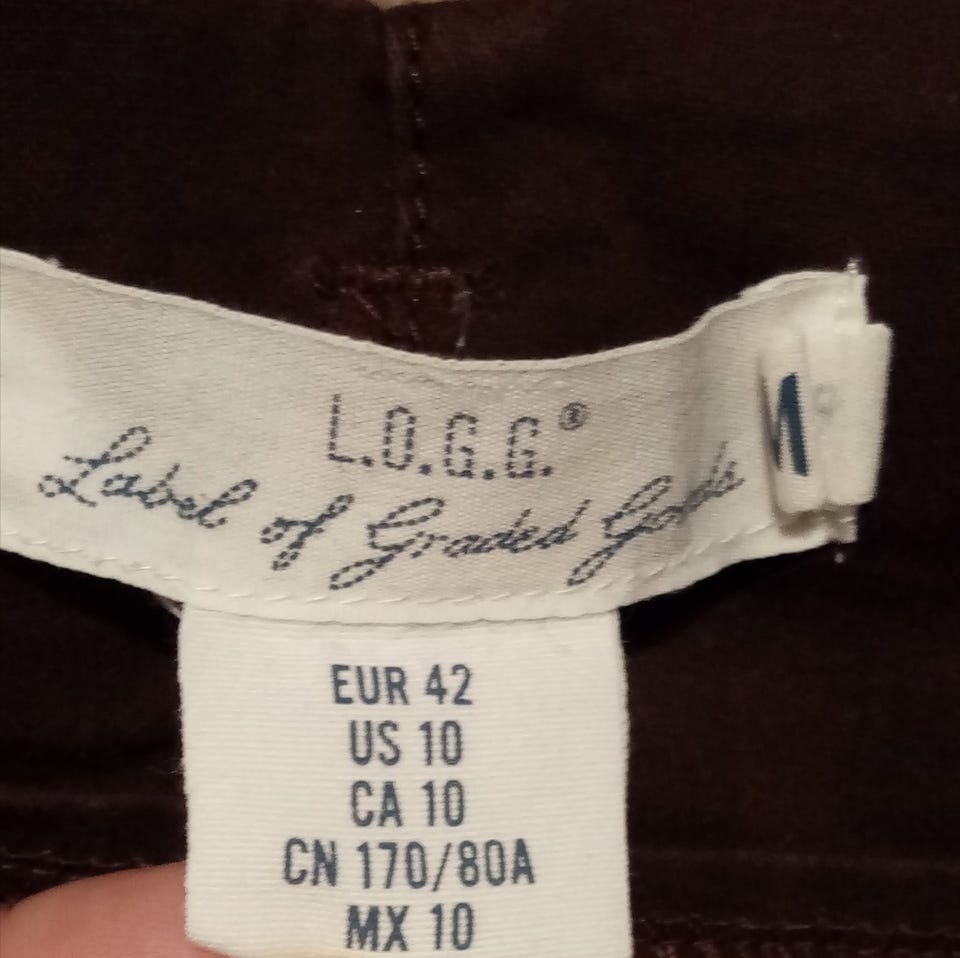 L.O.G.G.®
Label of Graded Goods
EUR 42
US 10
CA 10
CN 170/80A
MX 10